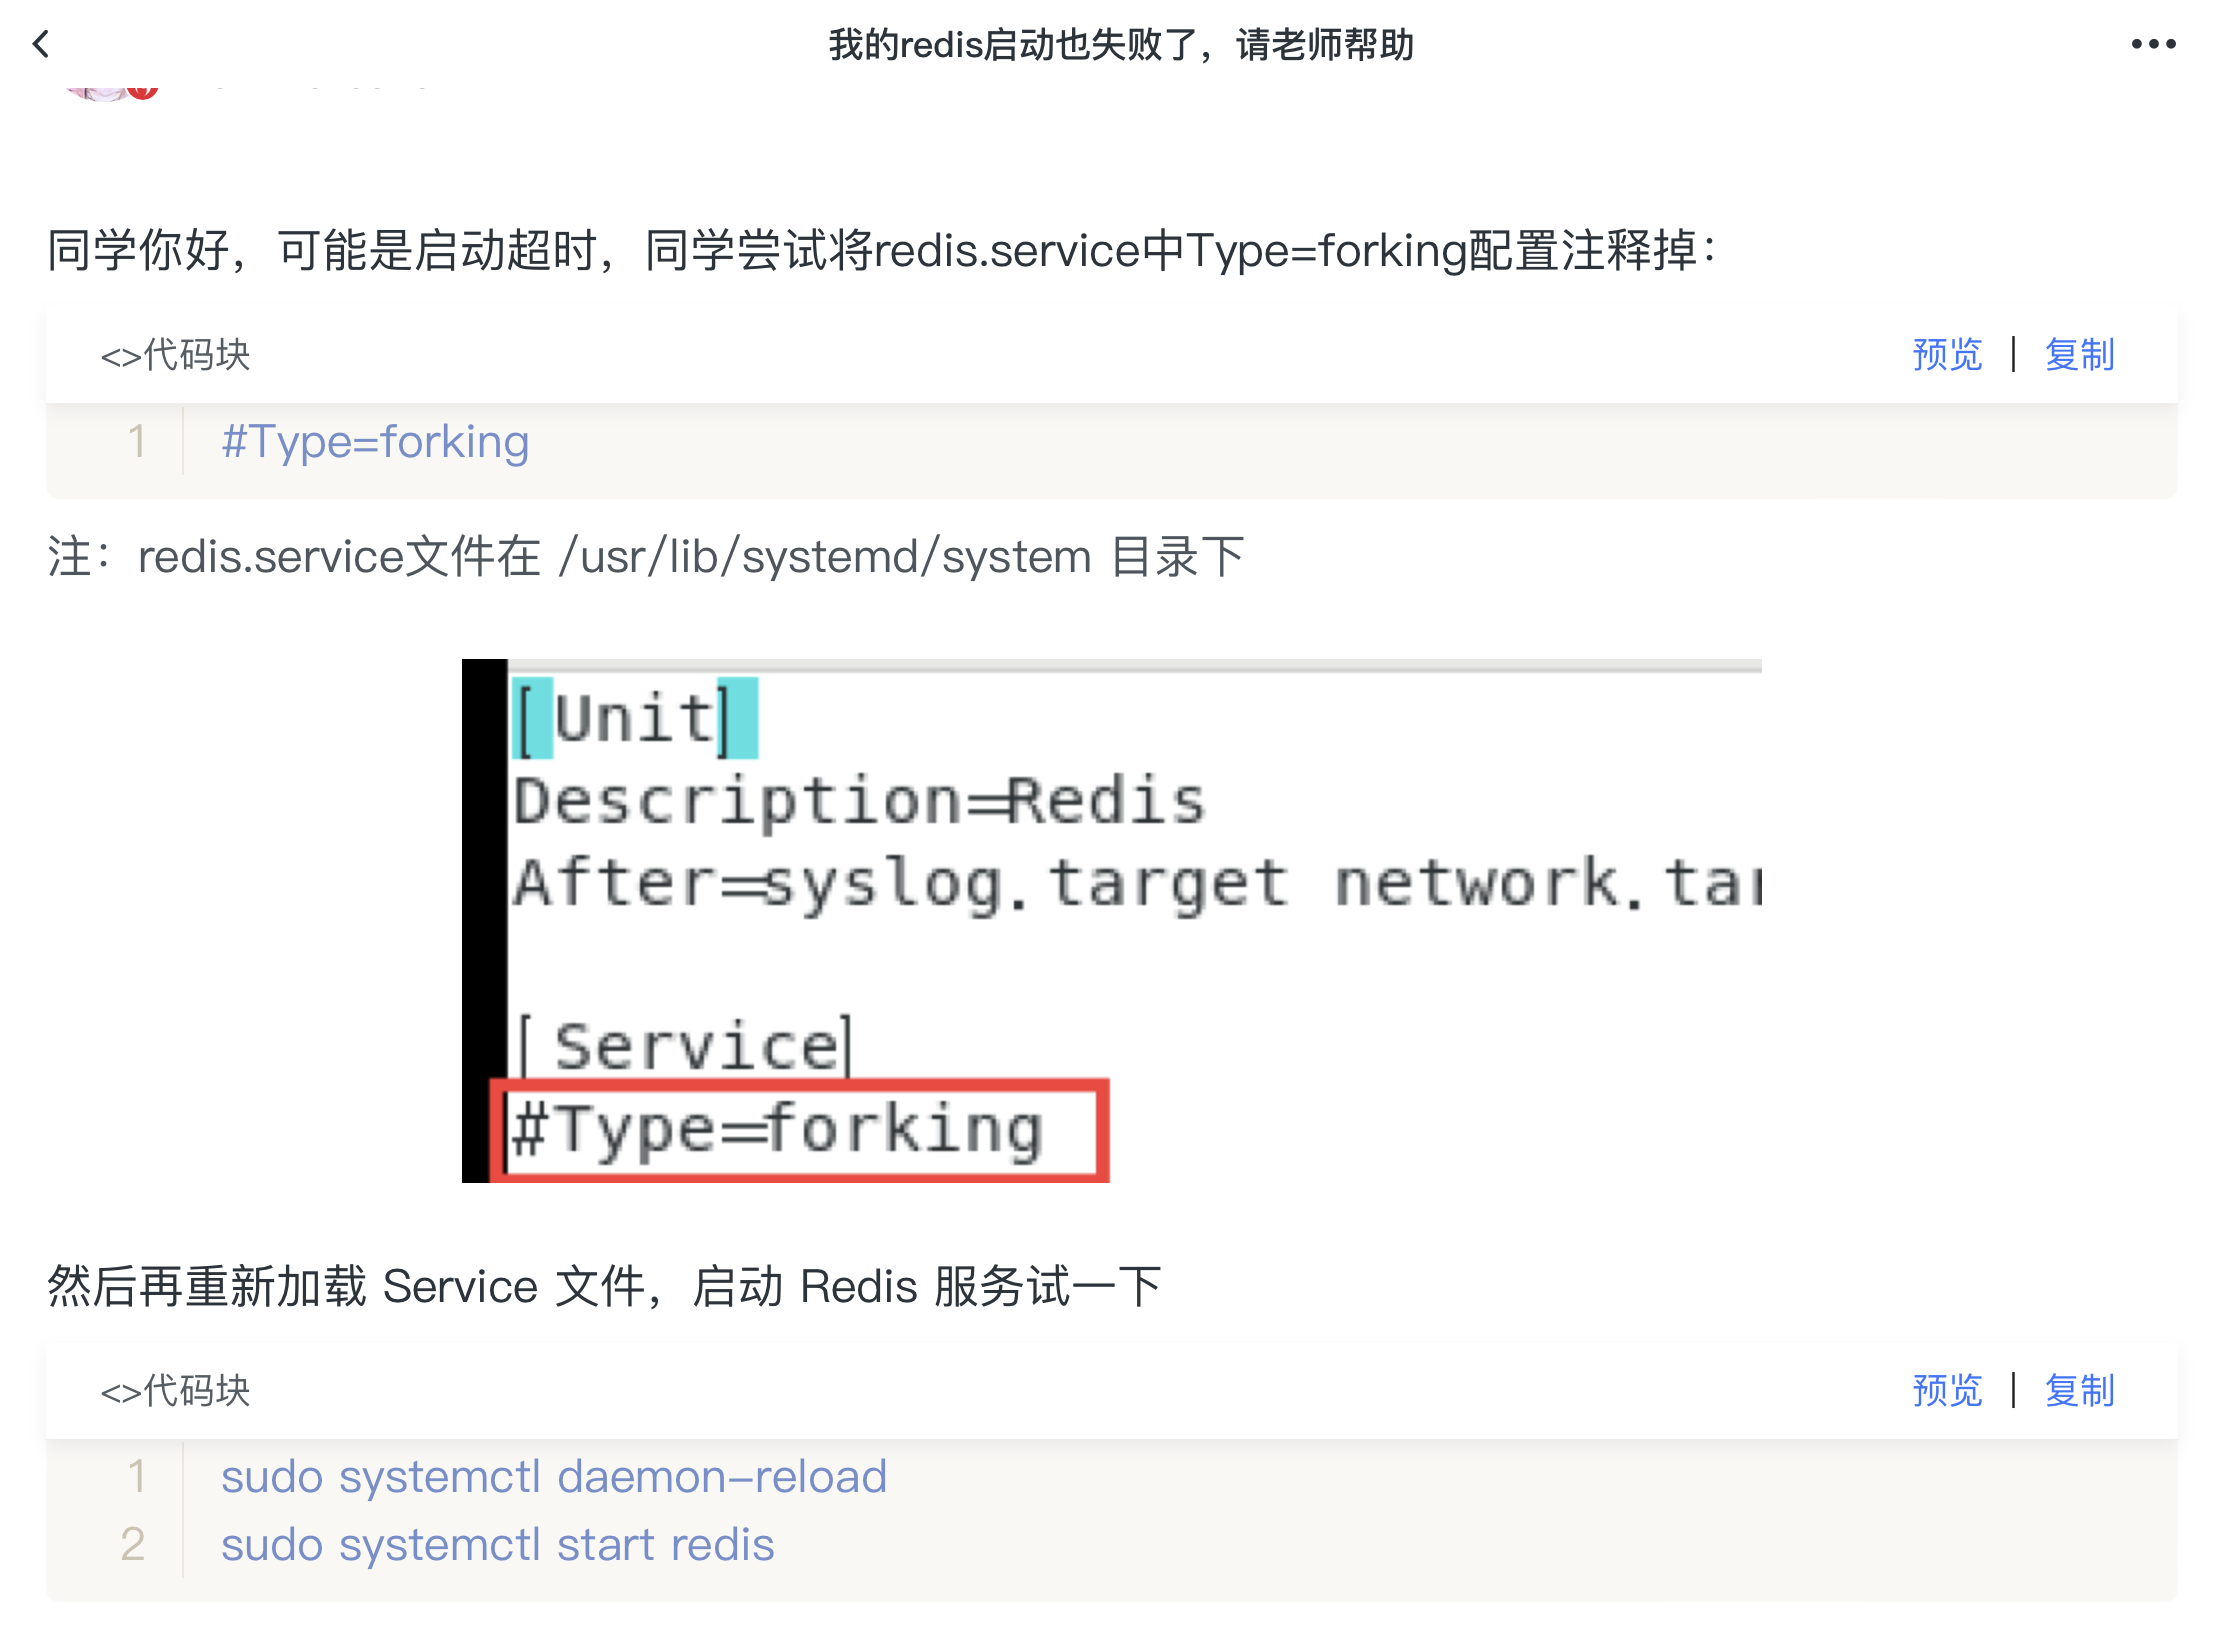 我的redis启动也失败了，请老师帮助
同学你好，可能是启动超时，同学尝试将redis.service中Type=forking配置注释掉：
<>代码块
预览 | 复制
1 #Type=forking
注：redis.service文件在 /usr/lib/systemd/system 目录下
[Unit]
Description=Redis
After=syslog.target network.tar
[Service]
#Type=forking
然后再重新加载 Service 文件，启动 Redis 服务试一下
<>代码块
预览 | 复制
1 sudo systemctl daemon-reload
2 sudo systemctl start redis